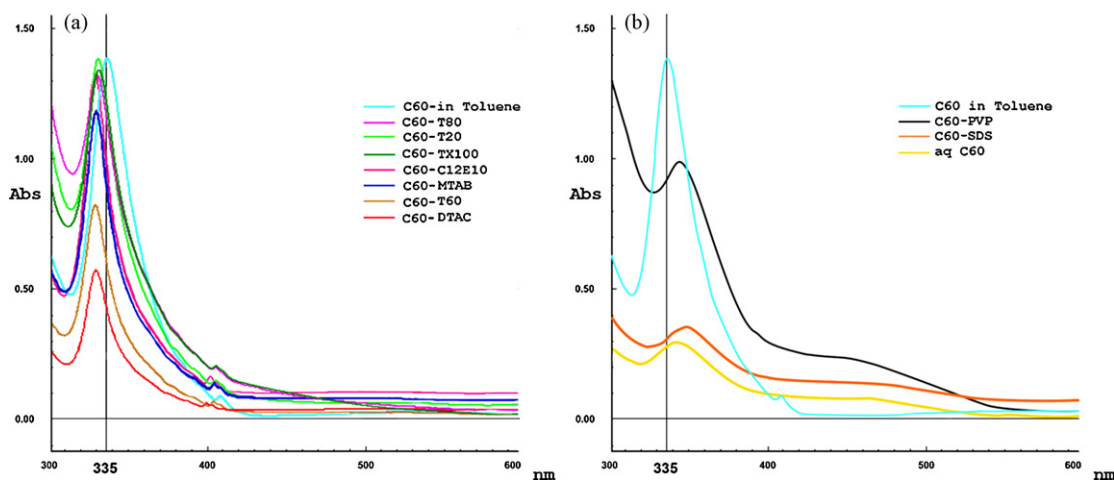 (a)
1.50
1.00
Abs
0.50
0.00
300
335
400
500
600
nm
C60-in Toluene
C60-T80
C60-T20
C60-TX100
C60-C12E10
C60-MTAB
C60-T60
C60-DTAC
(b)
1.50
1.00
Abs
0.50
0.00
300
335
400
500
600
nm
C60 in Toluene
C60-PVP
C60-SDS
aq C60